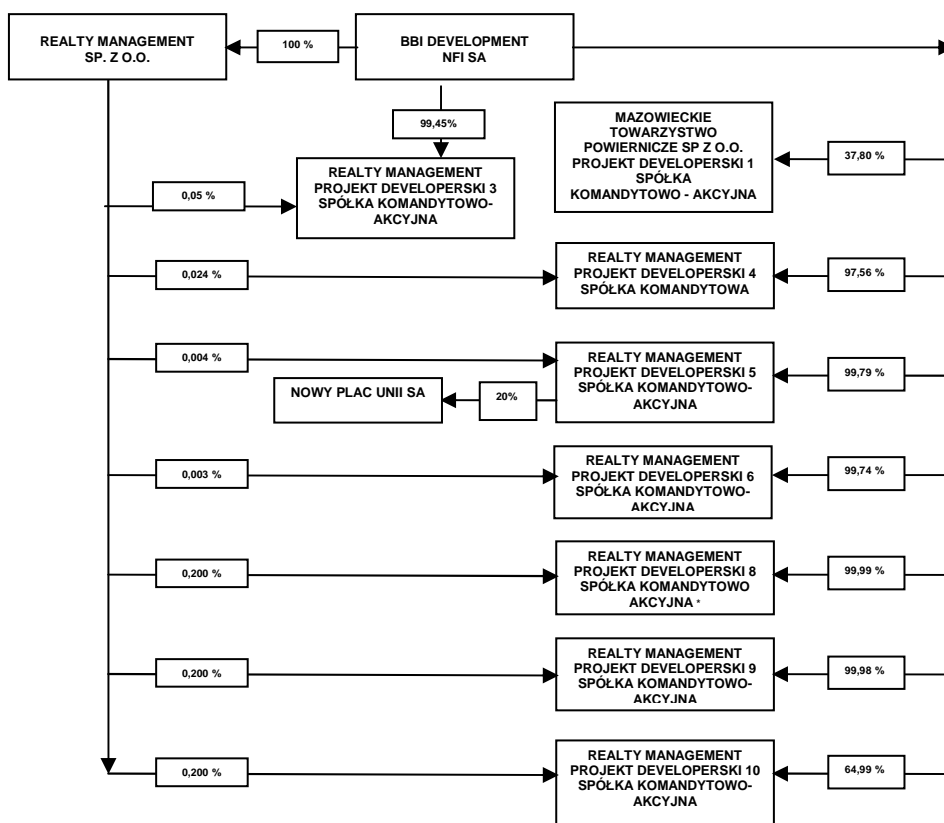 REALTY MANAGEMENT
SP. Z O.O.
100 %
BBI DEVELOPMENT
NFI SA
99,45%
MAZOWIECKIE
TOWARZYSTWO
POWIERNICZE SP Z O.O.
PROJEKT DEVELOPERSKI 1
SPÓŁKA
KOMANDYTOWO - AKCYJNA
37,80 %
0,05 %
REALTY MANAGEMENT
PROJEKT DEVELOPERSKI 3
SPÓŁKA KOMANDYTOWO-
AKCYJNA
0,024 %
REALTY MANAGEMENT
PROJEKT DEVELOPERSKI 4
SPÓŁKA KOMANDYTOWA
97,56 %
0,004 %
REALTY MANAGEMENT
PROJEKT DEVELOPERSKI 5
SPÓŁKA KOMANDYTOWO-
AKCYJNA
99,79 %
NOWY PLAC UNII SA
20%
0,003 %
REALTY MANAGEMENT
PROJEKT DEVELOPERSKI 6
SPÓŁKA KOMANDYTOWO-
AKCYJNA
99,74 %
0,200 %
REALTY MANAGEMENT
PROJEKT DEVELOPERSKI 8
SPÓŁKA KOMANDYTOWO
AKCYJNA *
99,99 %
0,200 %
REALTY MANAGEMENT
PROJEKT DEVELOPERSKI 9
SPÓŁKA KOMANDYTOWO-
AKCYJNA
99,98 %
0,200 %
REALTY MANAGEMENT
PROJEKT DEVELOPERSKI 10
SPÓŁKA KOMANDYTOWO-
AKCYJNA
64,99 %